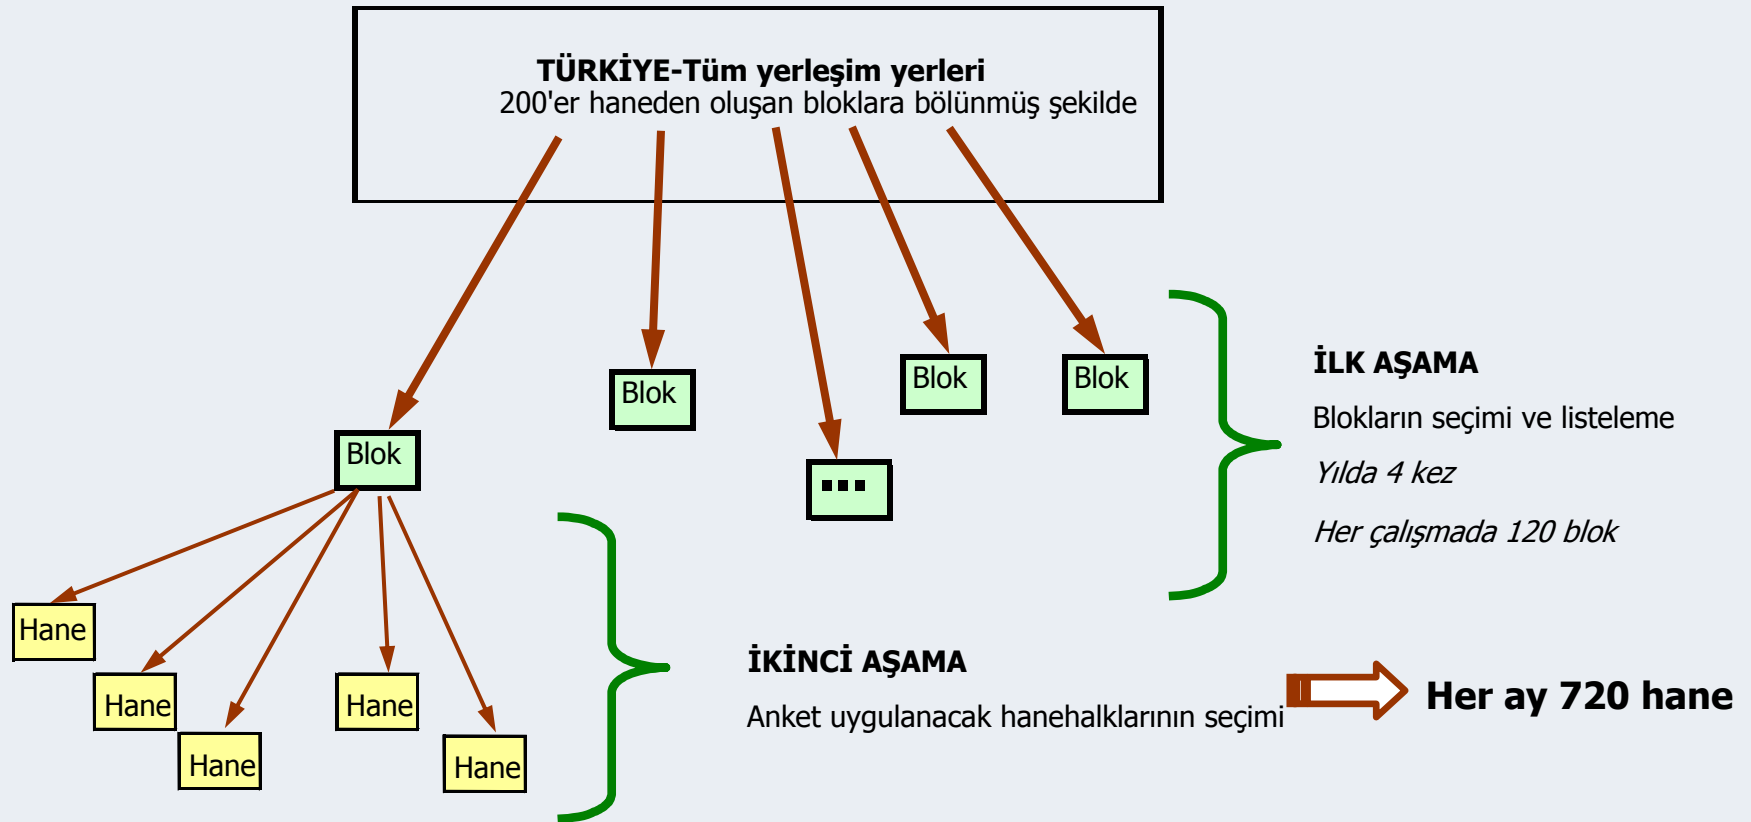 TÜRKİYE-Tüm yerleşim yerleri
200'er haneden oluşan bloklara bölünmüş şekilde
Blok
Blok
Blok
Blok
...
İLK AŞAMA
Blokların seçimi ve listeleme
Yılda 4 kez
Her çalışmada 120 blok
Hane
Hane
Hane
Hane
Hane
İKİNCİ AŞAMA
Anket uygulanacak hanehalklarının seçimi
Her ay 720 hane